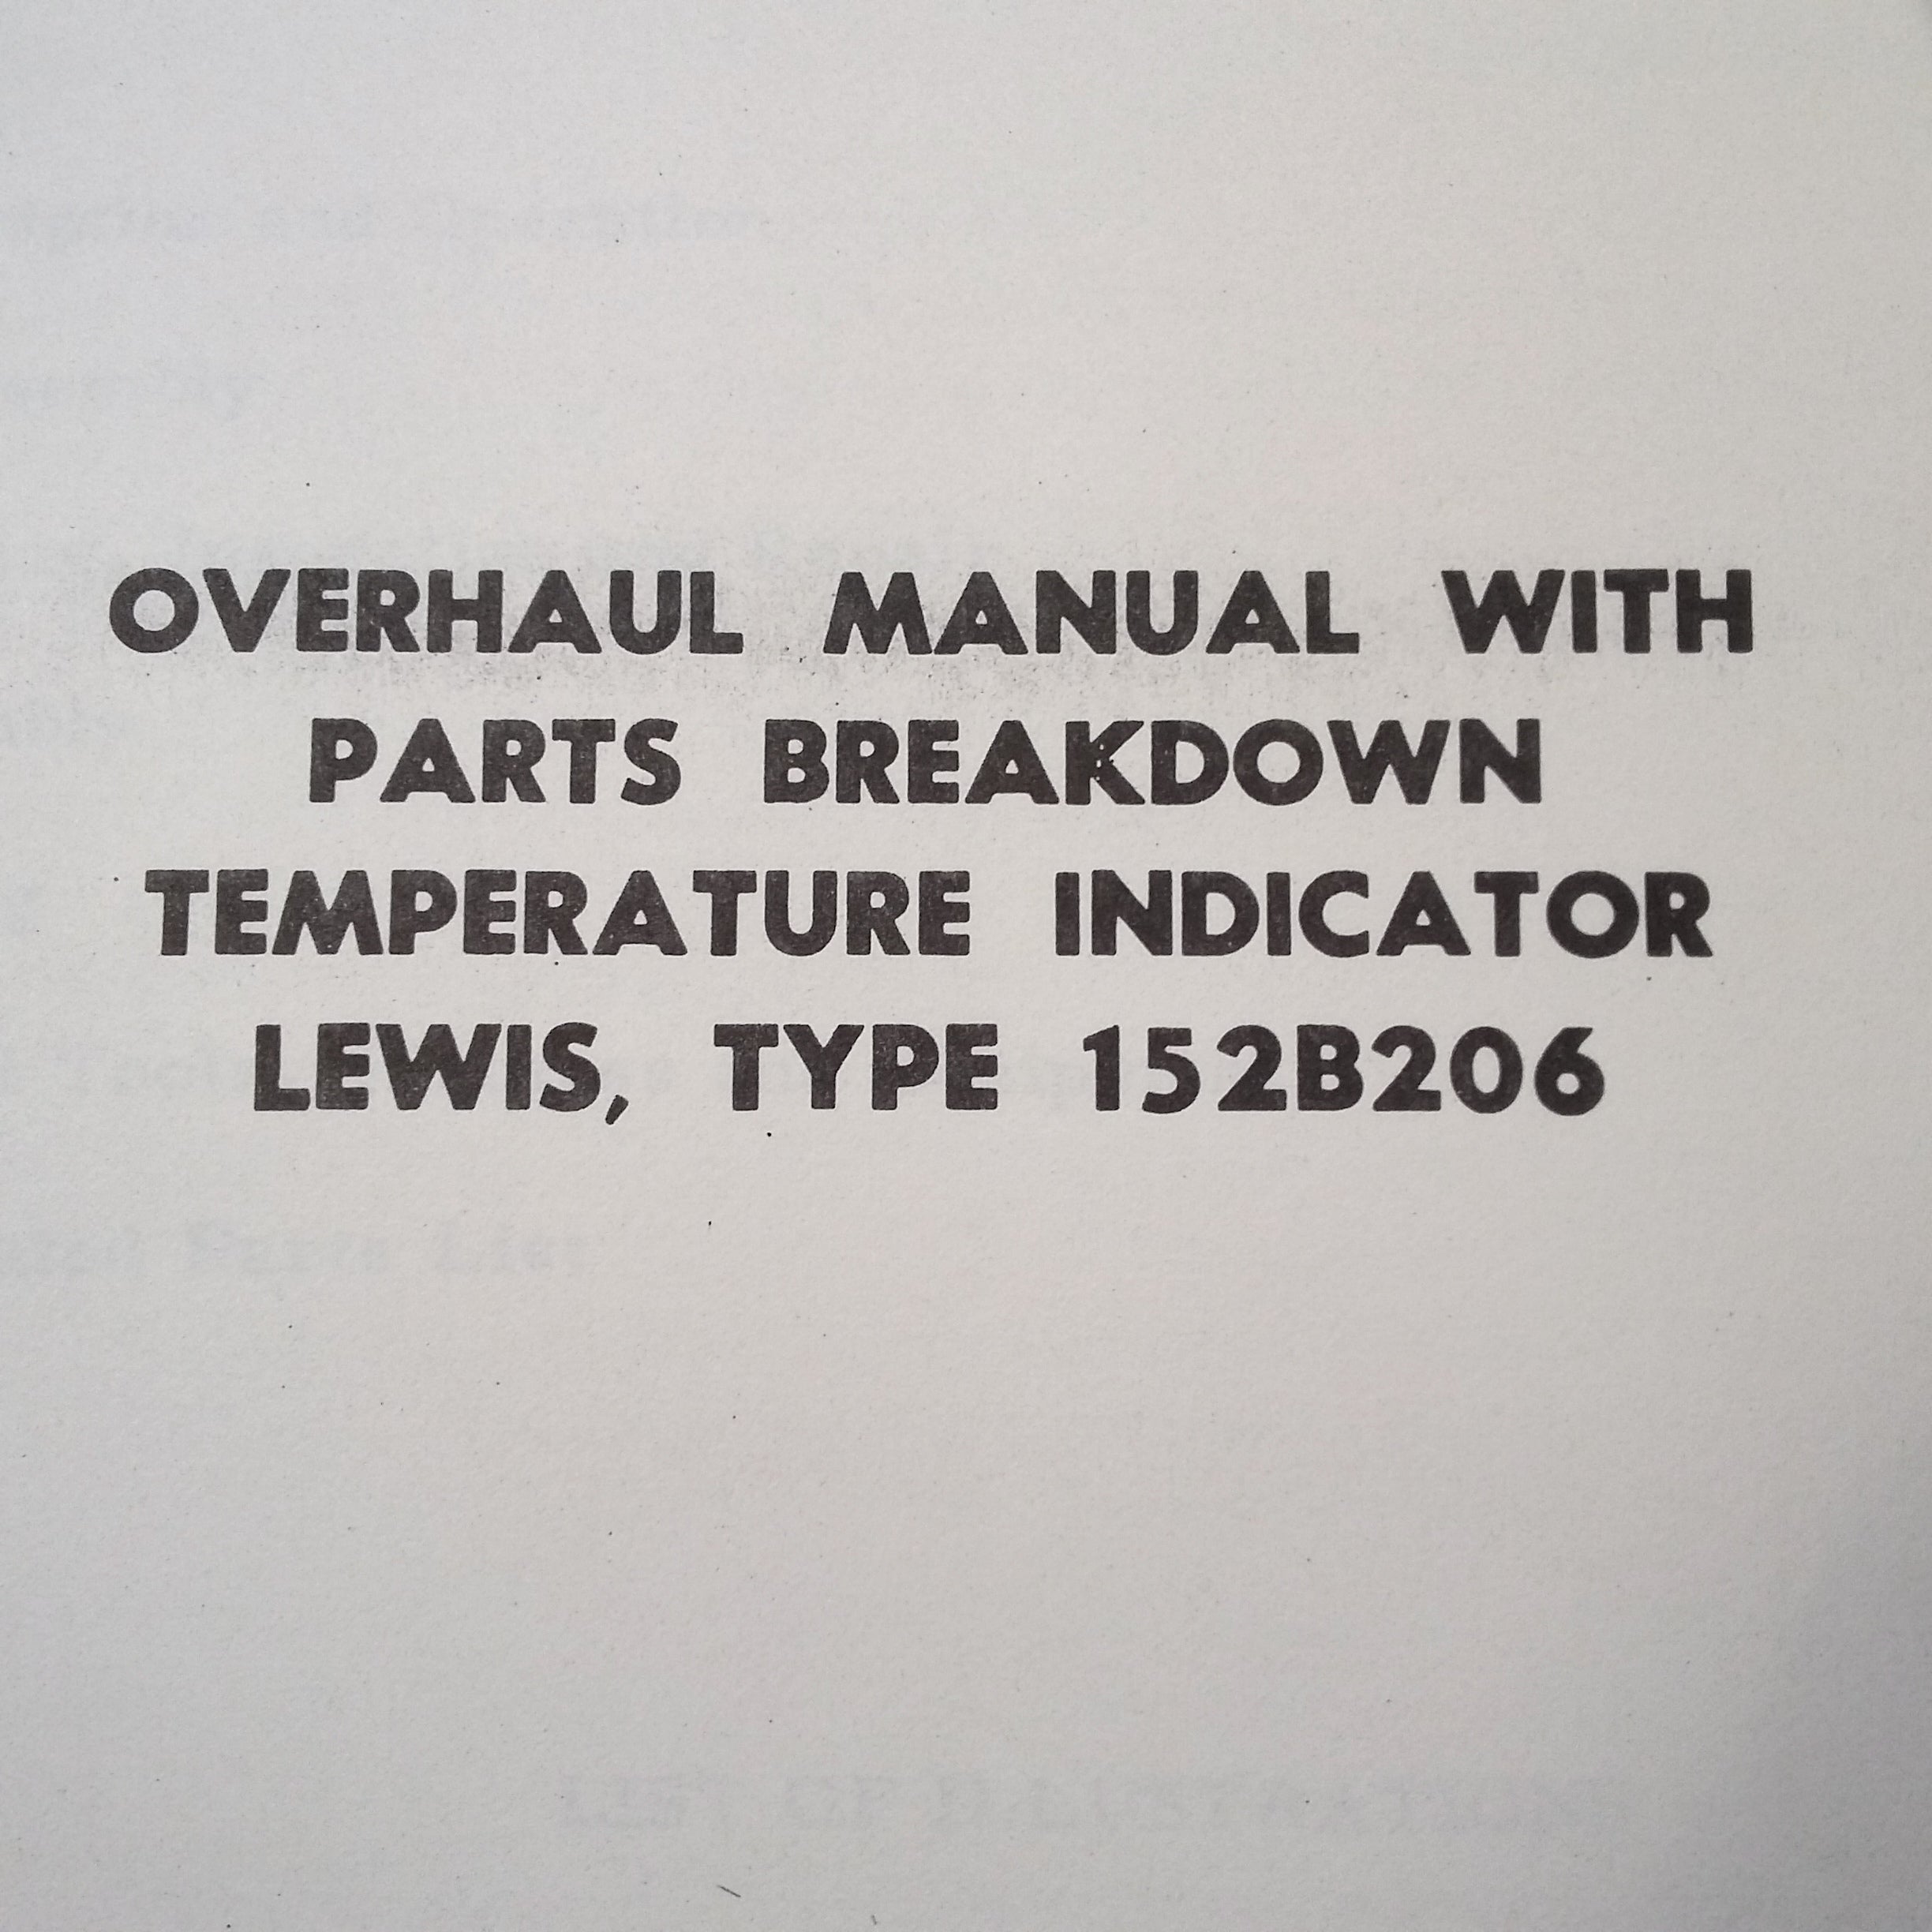 OVERHAUL MANUAL WITH
PARTS BREAKDOWN
TEMPERATURE INDICATOR
LEWIS, TYPE 152B206